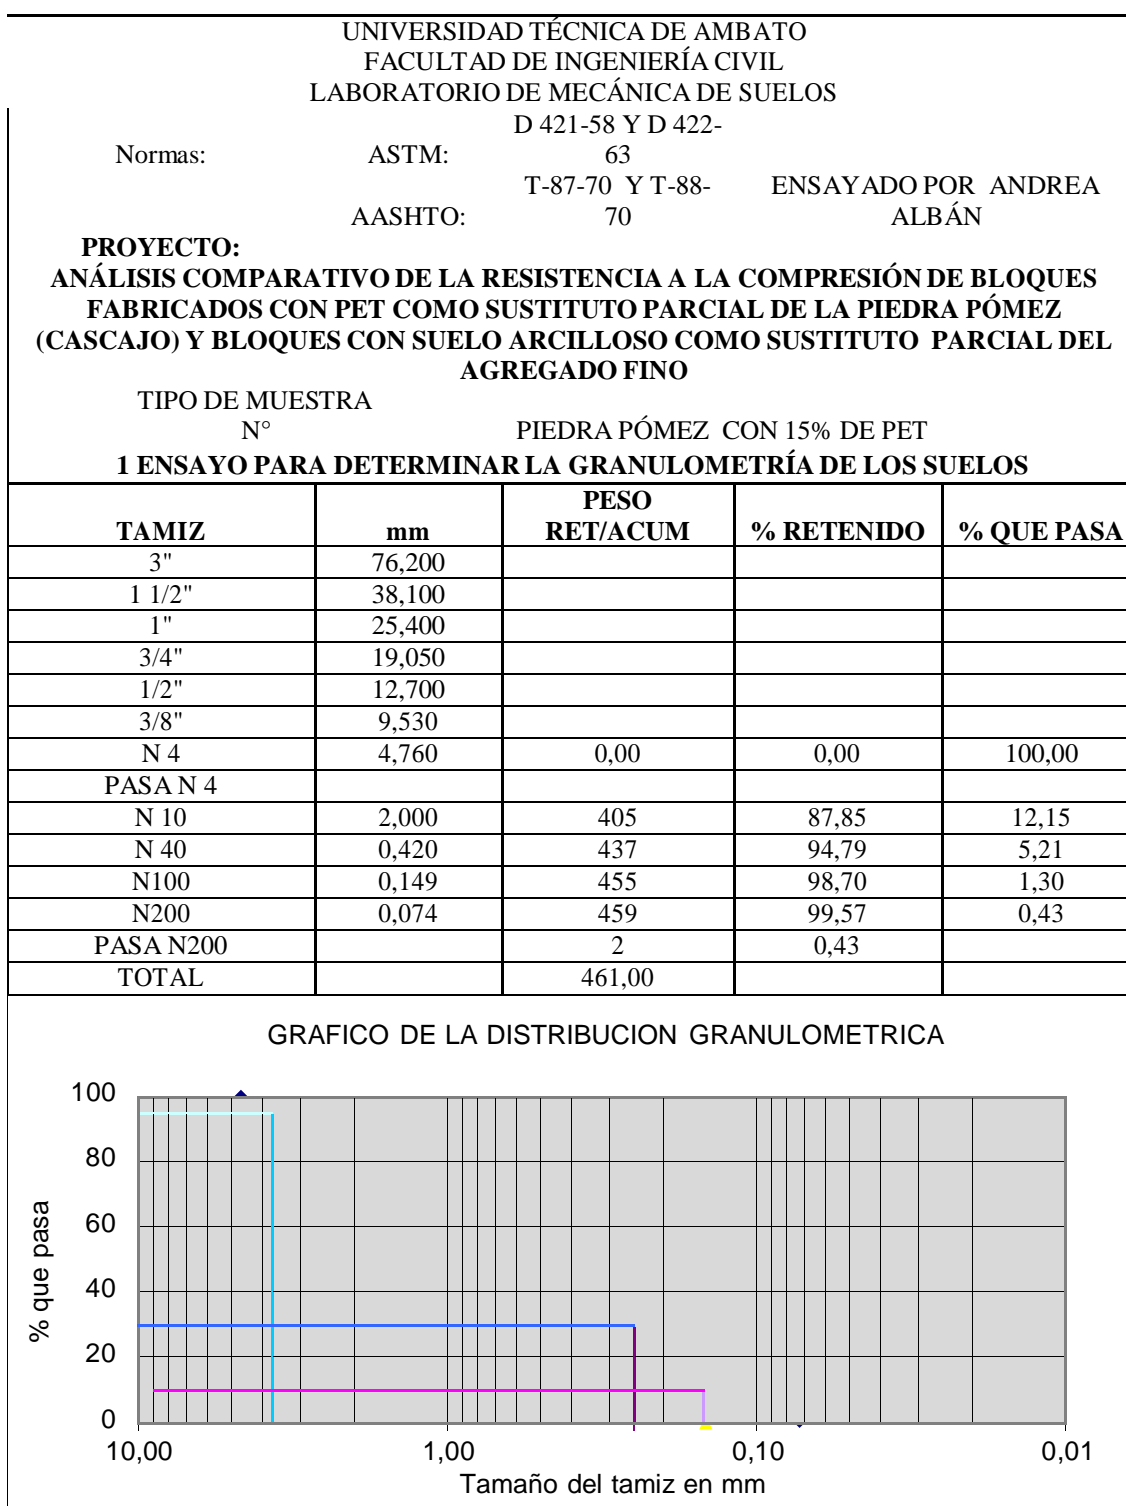 UNIVERSIDAD TÉCNICA DE AMBATO
FACULTAD DE INGENIERÍA CIVIL
LABORATORIO DE MECÁNICA DE SUELOS
D 421-58 Y D 422-
Normas: ASTM: 63
T-87-70 Y T-88- ENSAYADO POR ANDREA
AASHTO: 70 ALBÁN
PROYECTO:
ANÁLISIS COMPARATIVO DE LA RESISTENCIA A LA COMPRESIÓN DE BLOQUES
FABRICADOS CON PET COMO SUSTITUTO PARCIAL DE LA PIEDRA PÓMEZ
(CASCAJO) Y BLOQUES CON SUELO ARCILLOSO COMO SUSTITUTO PARCIAL DEL
AGREGADO FINO
TIPO DE MUESTRA
N° PIEDRA PÓMEZ CON 15% DE PET
1 ENSAYO PARA DETERMINAR LA GRANULOMETRÍA DE LOS SUELOS
PESO
TAMIZ mm RET/ACUM % RETENIDO % QUE PASA
3" 76,200
1 1/2" 38,100
1" 25,400
3/4" 19,050
1/2" 12,700
3/8" 9,530
N 4 4,760 0,00 0,00 100,00
PASA N 4
N 10 2,000 405 87,85 12,15
N 40 0,420 437 94,79 5,21
N100 0,149 455 98,70 1,30
N200 0,074 459 99,57 0,43
PASA N200 2 0,43
TOTAL 461,00
GRAFICO DE LA DISTRIBUCION GRANULOMETRICA
100
80
60
40
20
0
% que pasa
10,00 1,00 0,10 0,01
Tamaño del tamiz en mm